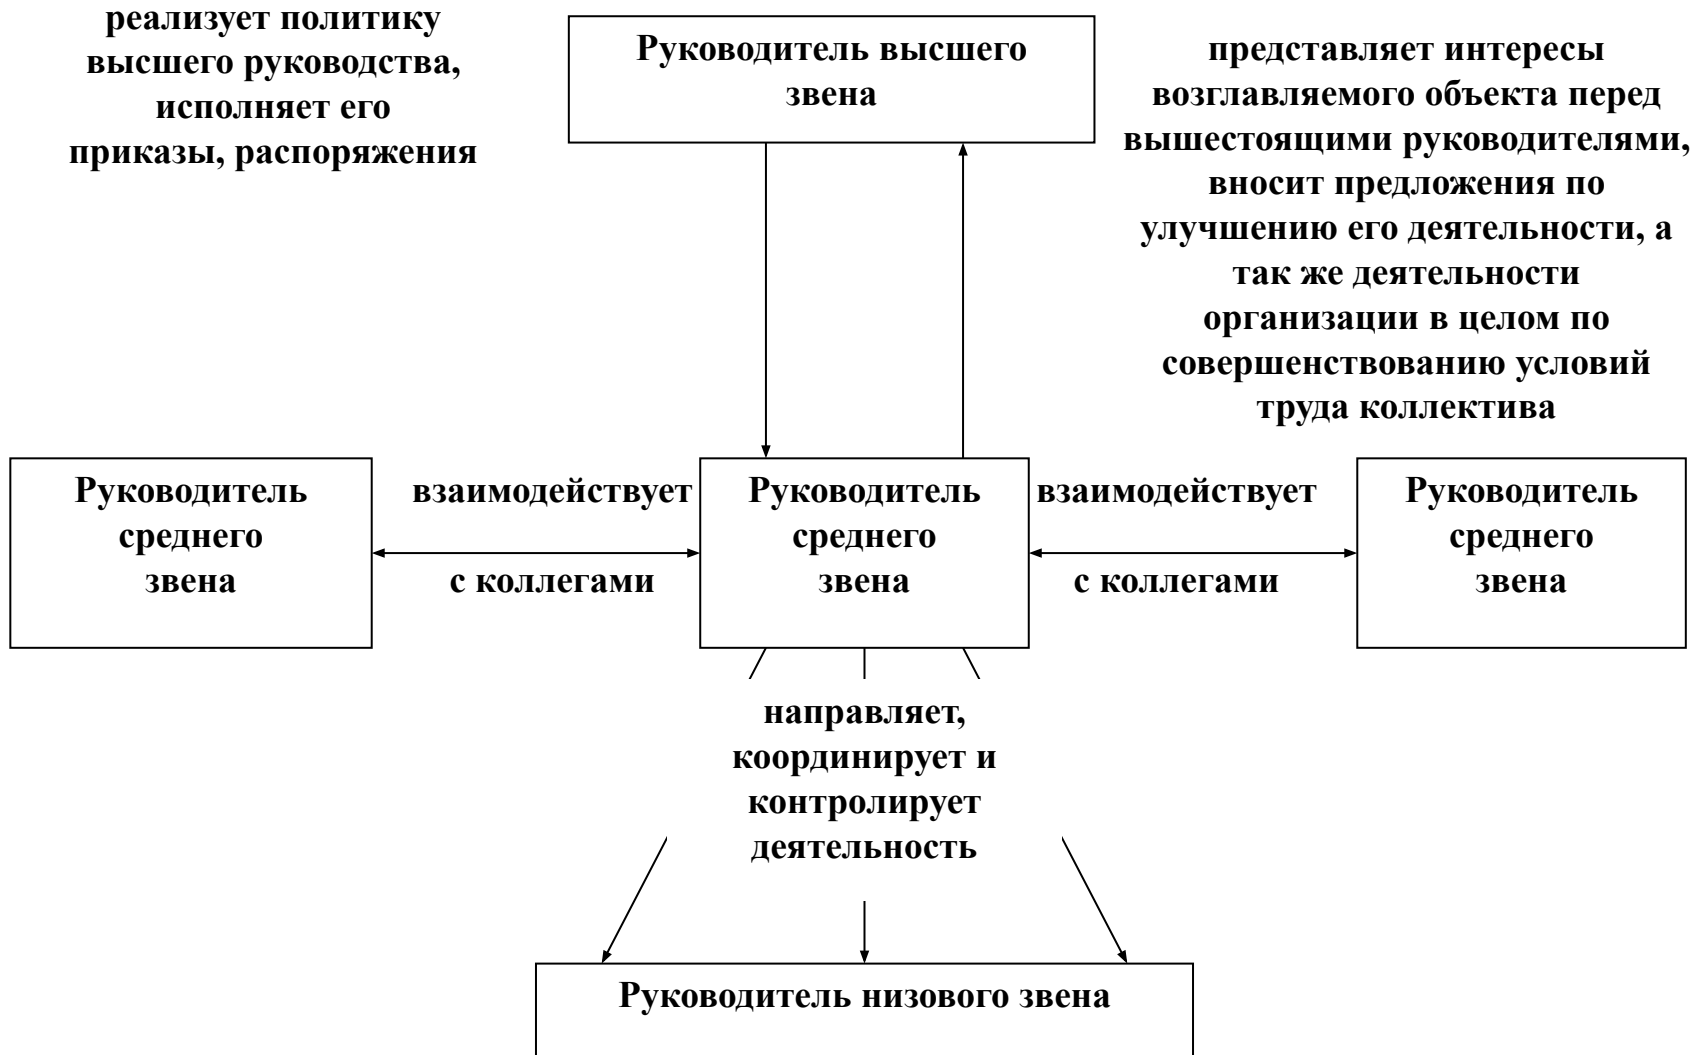 реализует политику
высшего руководства,
исполняет его
приказы, распоряжения
Руководитель высшего
звена
представляет интересы
возглавляемого объекта перед
вышестоящими руководителями,
вносит предложения по
улучшению его деятельности, а
так же деятельности
организации в целом по
совершенствованию условий
труда коллектива
Руководитель
среднего
звена
взаимодействует
с коллегами
Руководитель
среднего
звена
взаимодействует
с коллегами
Руководитель
среднего
звена
направляет,
координирует и
контролирует
деятельность
Руководитель низового звена